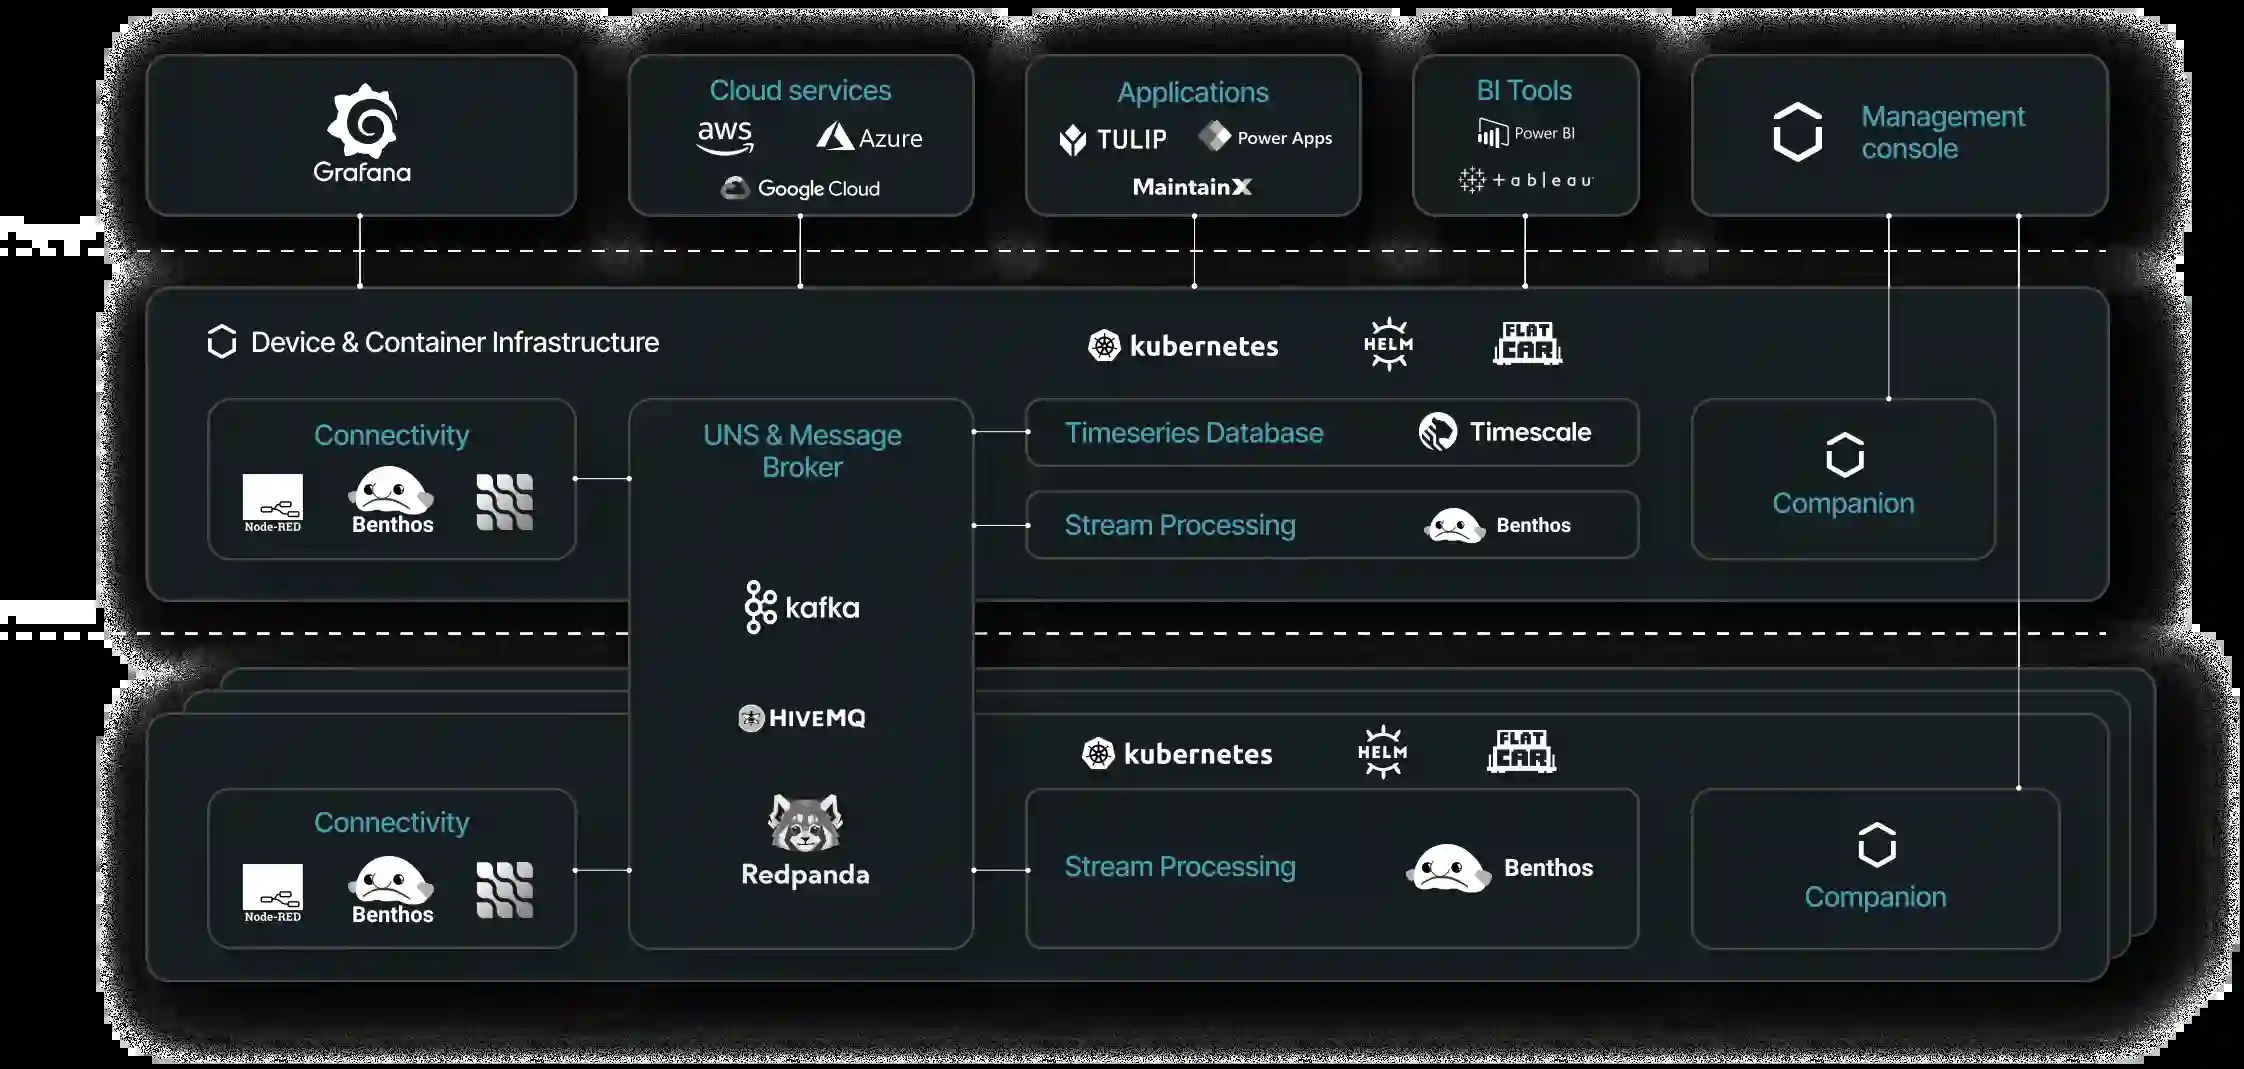 Grafana
Cloud services
aws
Azure
Google Cloud
Applications
TULIP
Power Apps
MaintainX
BI Tools
Power BI
+ableau
Management
console
Device & Container Infrastructure
kubernetes
HELM
FLAT
CAR
Connectivity
Node-RED
Benthos
UNS & Message
Broker
kafka
HIVEMQ
Redpanda
Timeseries Database
Timescale
Stream Processing
Benthos
Companion
kubernetes
HELM
FLAT
CAR
Connectivity
Node-RED
Benthos
Stream Processing
Benthos
Companion